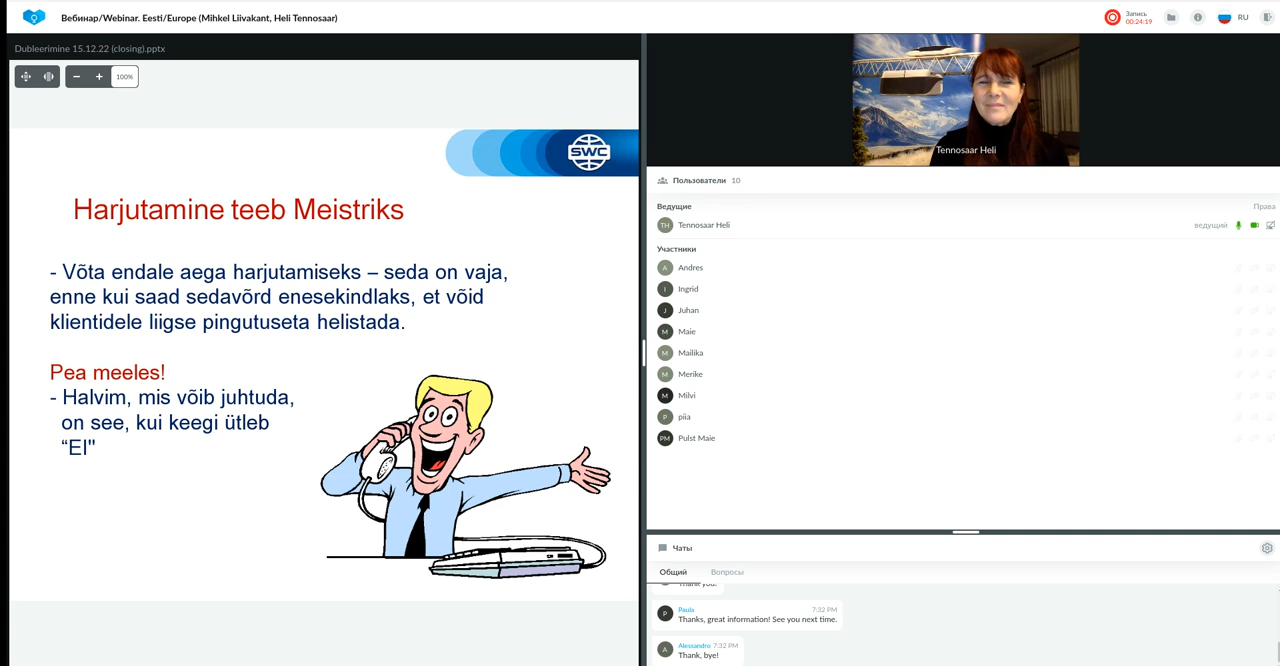 Вебинар/Webinar. Eesti/Europe (Mihkel Liivakant, Heli Tennosaar)
Запись
00:24:19
RU
Dubleerimine 15.12.22 (closing).pptx
100%
SWC
Harjutamine teeb Meistriks
- Võta endale aega harjutamiseks – seda on vaja,
enne kui saad sedavõrd enesekindlaks, et võid
klientidele liigse pingutuseta helistada.
Pea meeles!
- Halvim, mis võib juhtuda,
on see, kui keegi ütleb
“EI"
Tennosaar Heli
Пользователи 10
Ведущие Права
TH Tennosaar Heli ведущий
Участники
A Andres
I Ingrid
J Juhan
M Maie
M Mailika
M Merike
M Milvi
P piia
PM Pulst Maie
Чаты
Общий Вопросы
Thank you!
P Paula 7:32 PM
Thanks, great information! See you next time.
A Alessandro 7:32 PM
Thank, bye!